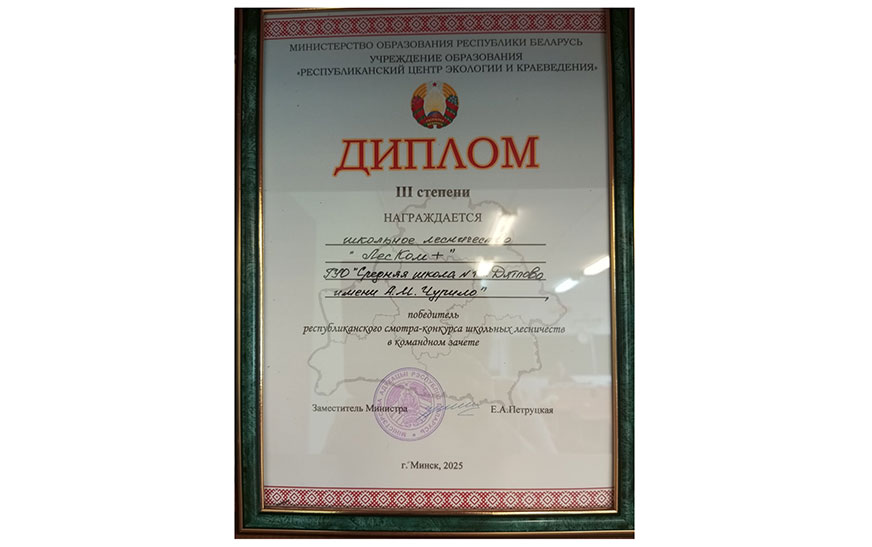 МИНИСТЕРСТВО ОБРАЗОВАНИЯ РЕСПУБЛИКИ БЕЛАРУСЬ
УЧРЕЖДЕНИЕ ОБРАЗОВАНИЯ
«РЕСПУБЛИКАНСКИЙ ЦЕНТР ЭКОЛОГИИ И КРАЕВЕДЕНИЯ»
ДИПЛОМ
III степени
НАГРАЖДАЕТСЯ
школьное лесничество
"ЛесКом+"
ГУО "Средняя школа №1 г. Дятлово
имени А.М. Чурило",
победитель
республиканского смотра-конкурса школьных лесничеств
в командном зачете
Заместитель Министра Е.А.Петруцкая
г. Минск, 2025